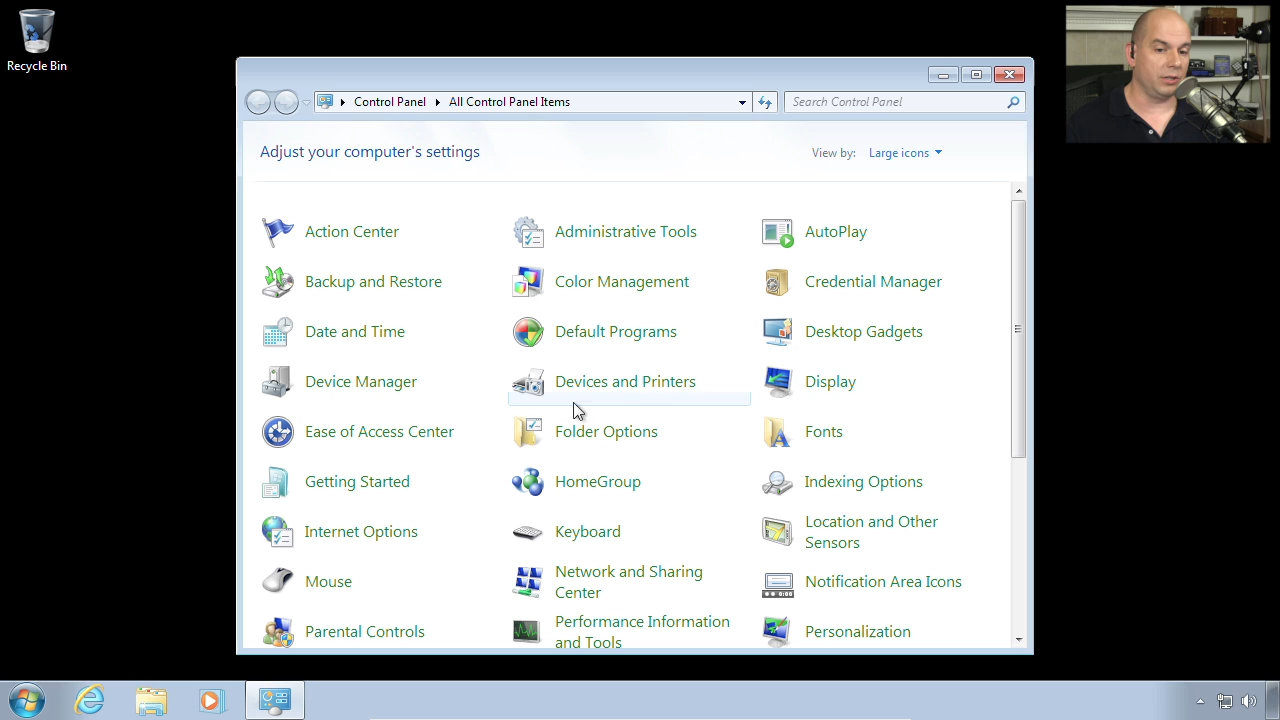 Recycle Bin
Control Panel
All Control Panel Items
Search Control Panel
Adjust your computer's settings
View by:
Large icons
Action Center
Administrative Tools
AutoPlay
Backup and Restore
Color Management
Credential Manager
Date and Time
Default Programs
Desktop Gadgets
Device Manager
Devices and Printers
Display
Ease of Access Center
Folder Options
Fonts
Getting Started
HomeGroup
Indexing Options
Internet Options
Keyboard
Location and Other
Sensors
Mouse
Network and Sharing
Center
Notification Area Icons
Parental Controls
Performance Information
and Tools
Personalization